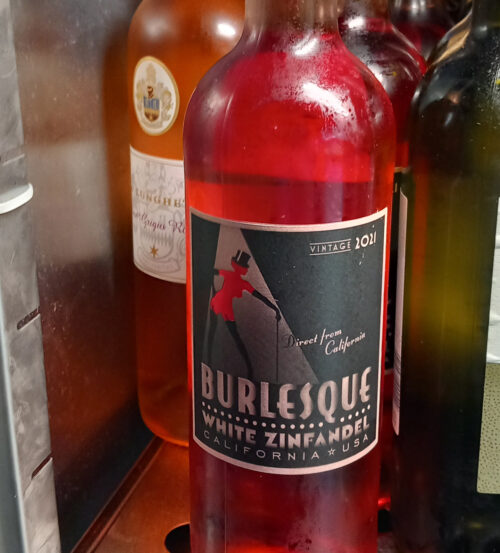 VINTAGE 2021
Direct from
California
BURLESQUE
WHITE ZINFANDEL
CALIFORNIA ☆ USA